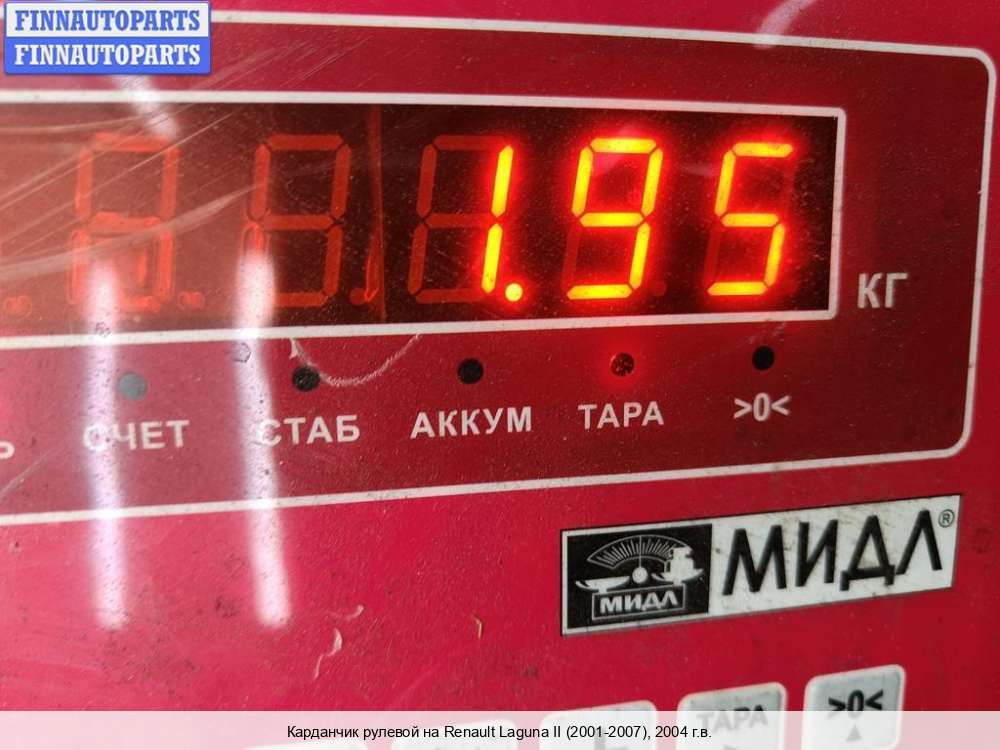 FINNAUTOPARTS
FINNAUTOPARTS
1.95
КГ
СЧЕТ
СТАБ
АККУМ
ТАРА
>0<
МИДЛ®
МИДЛ
ТАРА
>0<
Карданчик рулевой на Renault Laguna II (2001-2007), 2004 г.в.